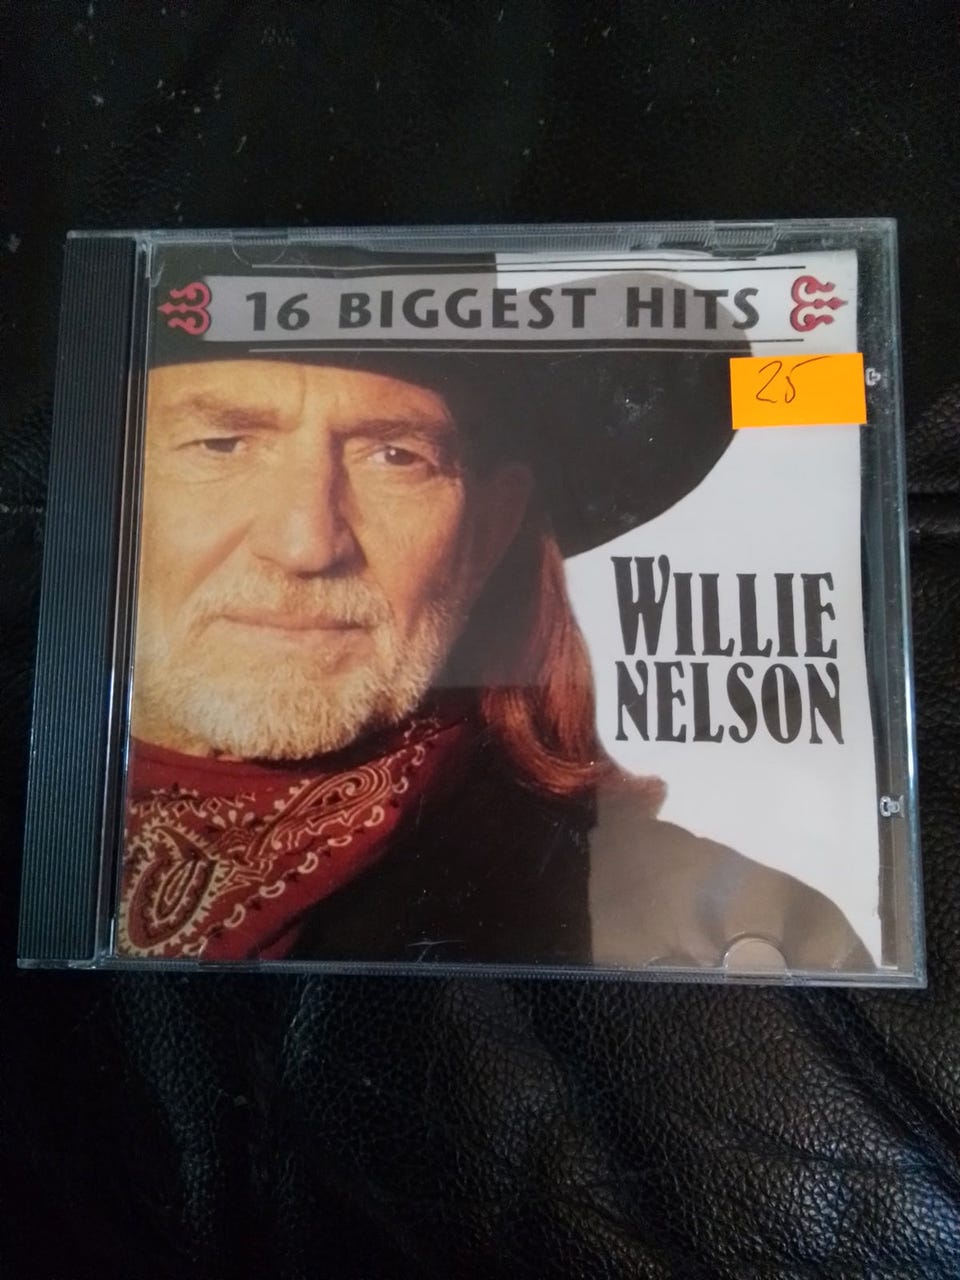 16 BIGGEST HITS
25
WILLIE
NELSON